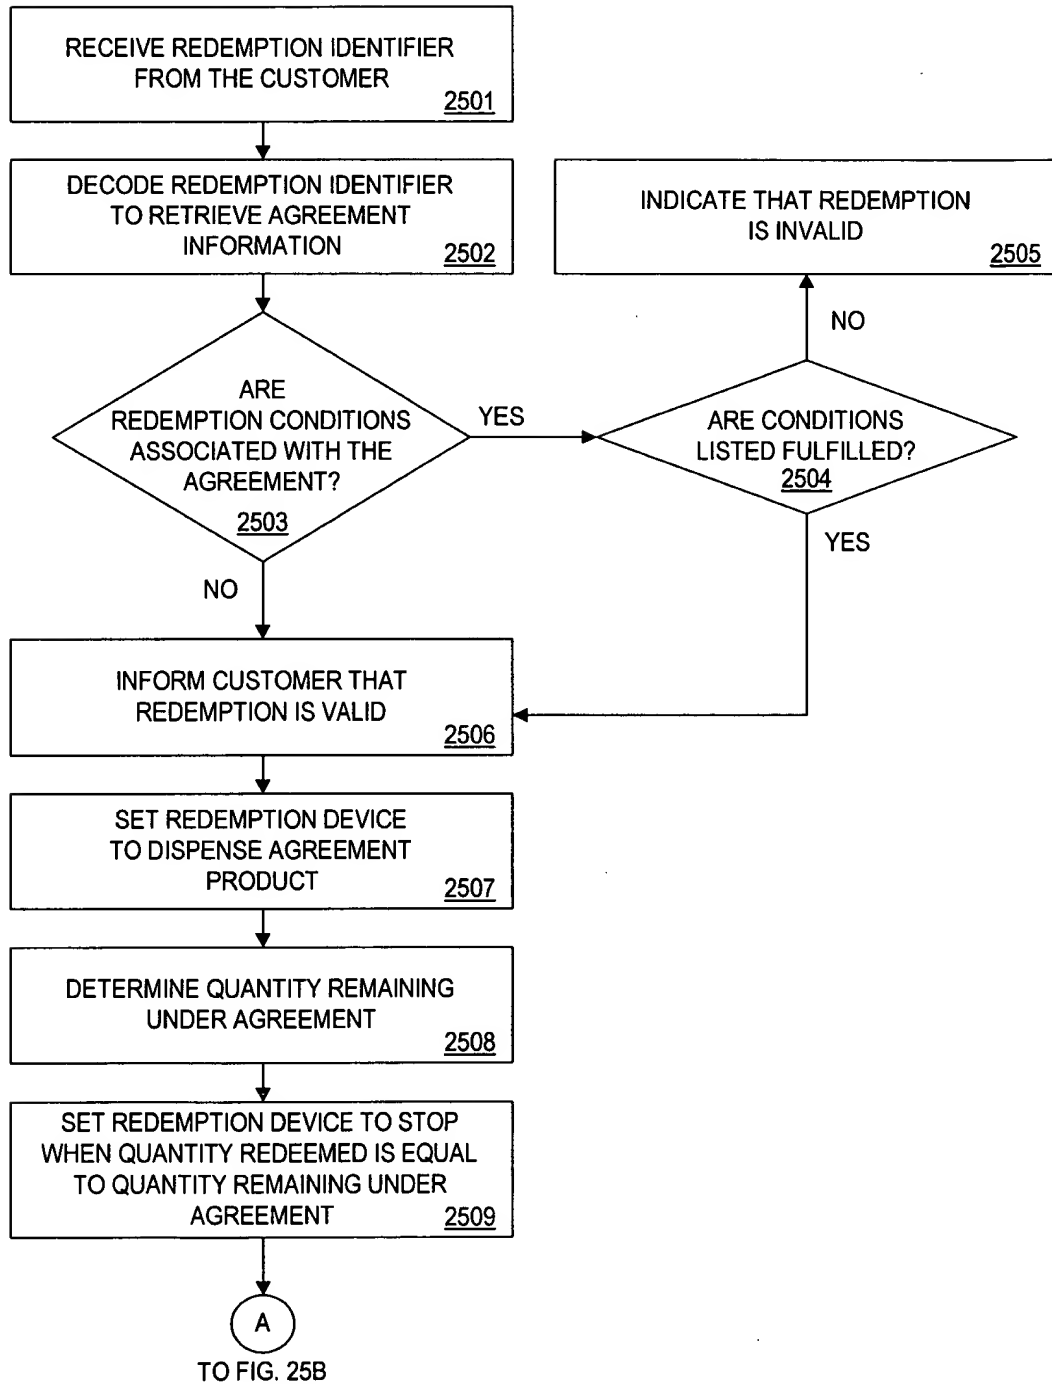 RECEIVE REDEMPTION IDENTIFIER
FROM THE CUSTOMER
2501
DECODE REDEMPTION IDENTIFIER
TO RETRIEVE AGREEMENT
INFORMATION
2502
INDICATE THAT REDEMPTION
IS INVALID
2505
NO
ARE
REDEMPTION CONDITIONS
ASSOCIATED WITH THE
AGREEMENT?
2503
YES
ARE CONDITIONS
LISTED FULFILLED?
2504
YES
NO
INFORM CUSTOMER THAT
REDEMPTION IS VALID
2506
SET REDEMPTION DEVICE
TO DISPENSE AGREEMENT
PRODUCT
2507
DETERMINE QUANTITY REMAINING
UNDER AGREEMENT
2508
SET REDEMPTION DEVICE TO STOP
WHEN QUANTITY REDEEMED IS EQUAL
TO QUANTITY REMAINING UNDER
AGREEMENT
2509
A
TO FIG. 25B